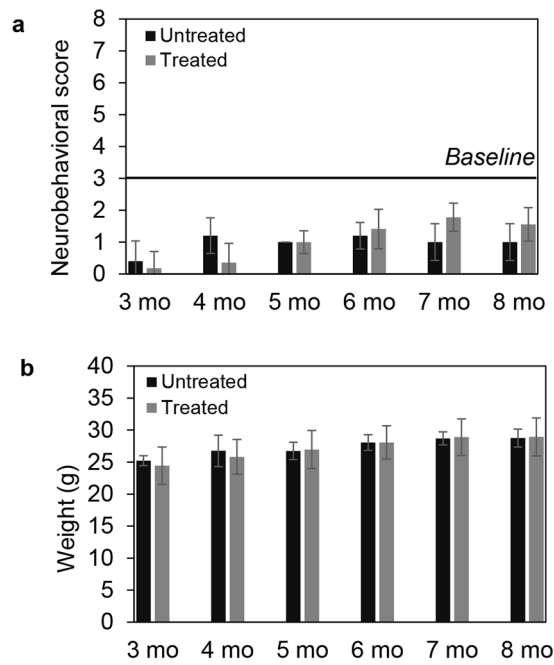 a
Neurobehavioral score
8
7
6
5
4
3
2
1
0
Untreated
Treated
Baseline
3 mo 4 mo 5 mo 6 mo 7 mo 8 mo
b
Weight (g)
40
35
30
25
20
15
10
5
0
Untreated
Treated
3 mo 4 mo 5 mo 6 mo 7 mo 8 mo